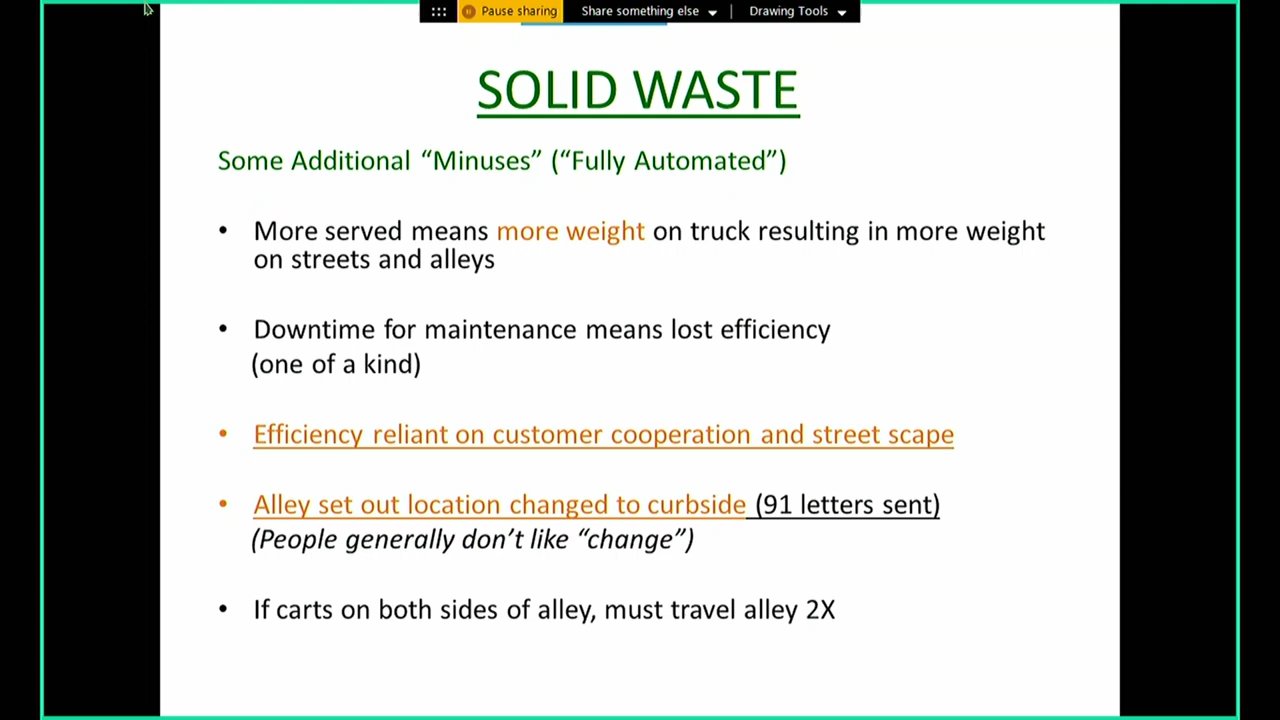 Pause sharing Share something else Drawing Tools
SOLID WASTE
Some Additional “Minuses” (“Fully Automated”)
• More served means more weight on truck resulting in more weight
on streets and alleys
• Downtime for maintenance means lost efficiency
(one of a kind)
• Efficiency reliant on customer cooperation and street scape
• Alley set out location changed to curbside (91 letters sent)
(People generally don’t like “change”)
• If carts on both sides of alley, must travel alley 2X